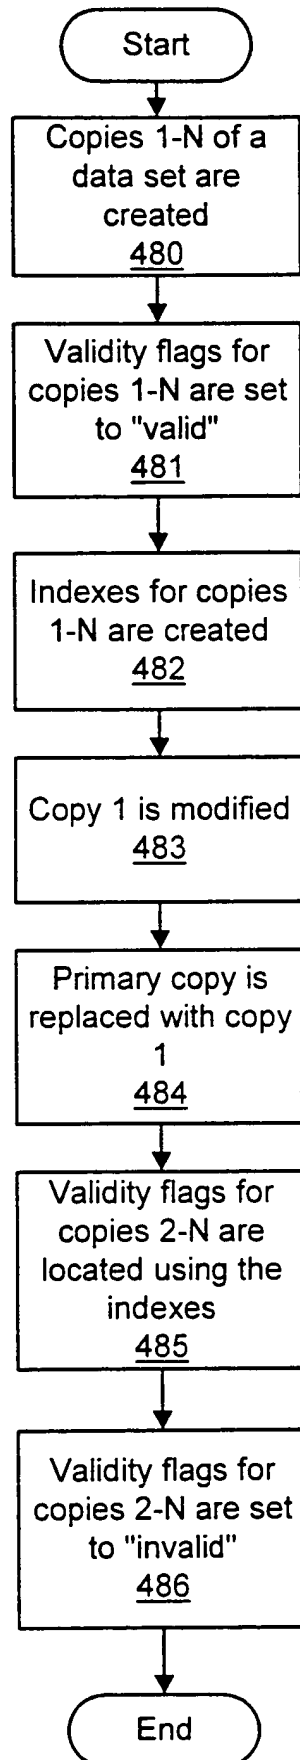 Start
Copies 1-N of a
data set are
created
480
Validity flags for
copies 1-N are set
to "valid"
481
Indexes for copies
1-N are created
482
Copy 1 is modified
483
Primary copy is
replaced with copy
1
484
Validity flags for
copies 2-N are
located using the
indexes
485
Validity flags for
copies 2-N are set
to "invalid"
486
End